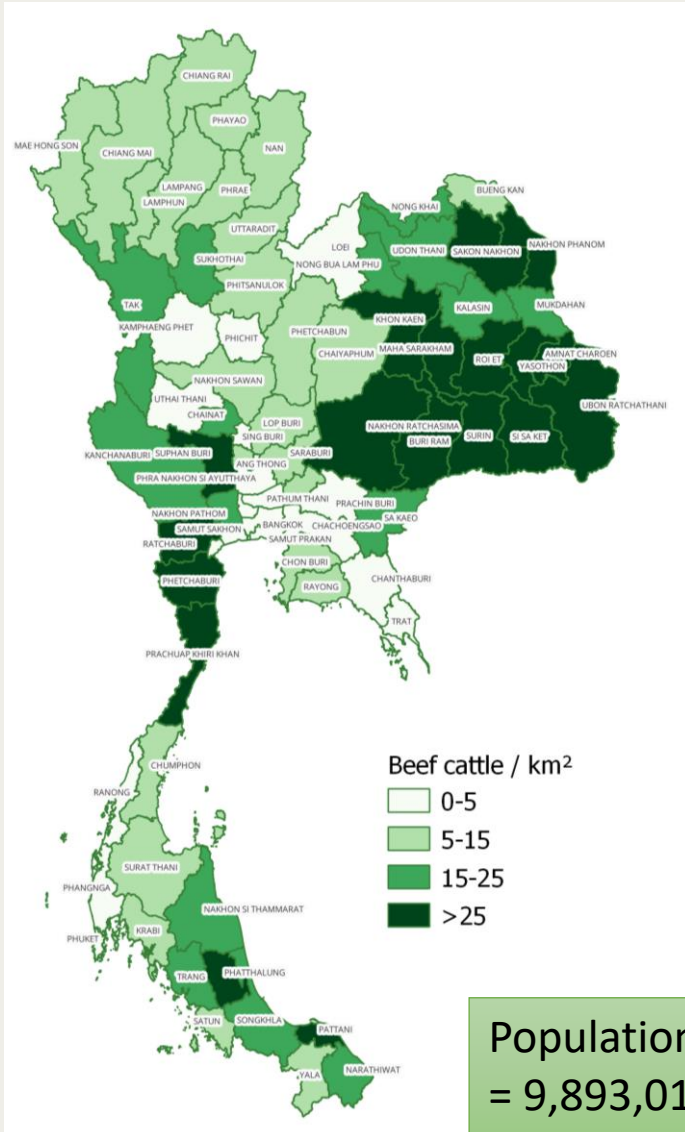 CHIANG RAI
PHAYAO
MAE HONG SON
CHIANG MAI
NAN
LAMPANG
LAMPHUN
PHRAE
UTTARADIT
NONG KHAI
BUENG KAN
LOEI
UDON THANI
SAKON NAKHON
NAKHON PHANOM
SUKHOTHAI
NONG BUA LAM PHU
PHITSANULOK
TAK
KALASIN
MUKDAHAN
KAMPHAENG PHET
PHICHIT
PHETCHABUN
KHON KAEN
CHAIYAPHUM
MAHA SARAKHAM
ROI ET
AMNAT CHAROEN
YASOTHON
NAKHON SAWAN
UTHAI THANI
UBON RATCHATHANI
CHAINAT
LOP BURI
SING BURI
NAKHON RATCHASIMA
BURI RAM
SURIN
SI SA KET
KANCHANABURI
SUPHAN BURI
ANG THONG
SARABURI
PHRA NAKHON SI AYUTTHAYA
PATHUM THANI
PRACHIN BURI
NAKHON PATHOM
SA KAEO
SAMUT SAKHON
BANGKOK
CHACHOENGSAO
RATCHABURI
SAMUT PRAKAN
CHON BURI
PHETCHABURI
RAYONG
CHANTHABURI
TRAT
PRACHUAP KHIRI KHAN
CHUMPHON
RANONG
SURAT THANI
PHANGNGA
NAKHON SI THAMMARAT
KRABI
PHUKET
TRANG
PHATTHALUNG
SATUN
SONGKHLA
PATTANI
YALA
NARATHIWAT
Beef cattle / km²
0-5
5-15
15-25
>25
Population
= 9,893,01